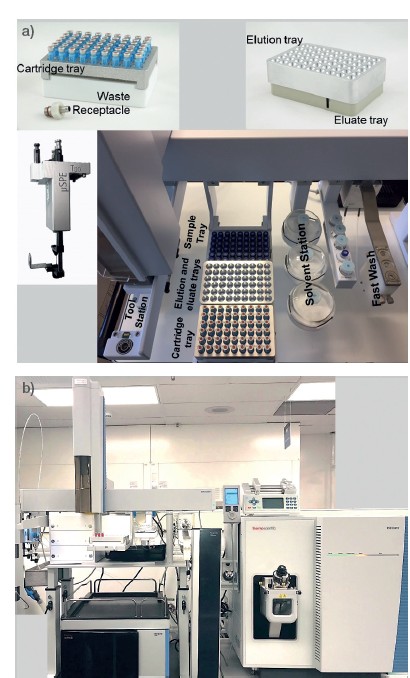 a)
Elution tray
Cartridge tray
Waste
Receptacle
Eluate tray
µSPE
Tool
Sample
Tray
Elution and
eluate trays
Cartridge
tray
Tool
Station
Solvent Station
Fast Wash
b)